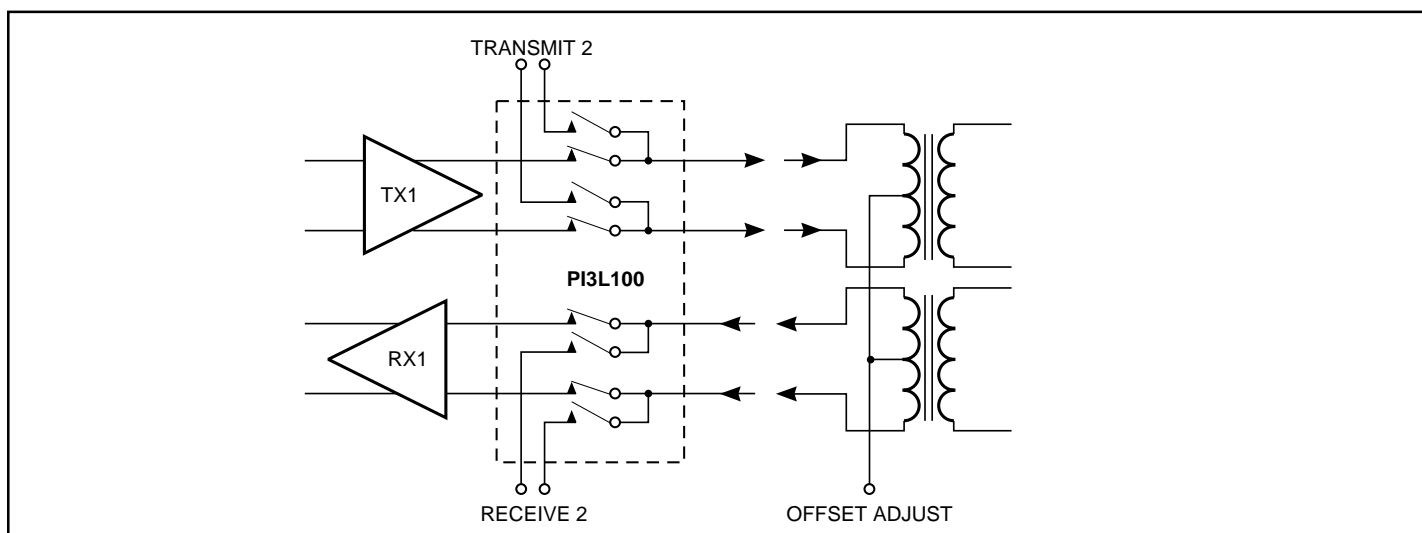 TRANSMIT 2
TX1
PI3L100
RX1
RECEIVE 2
OFFSET ADJUST